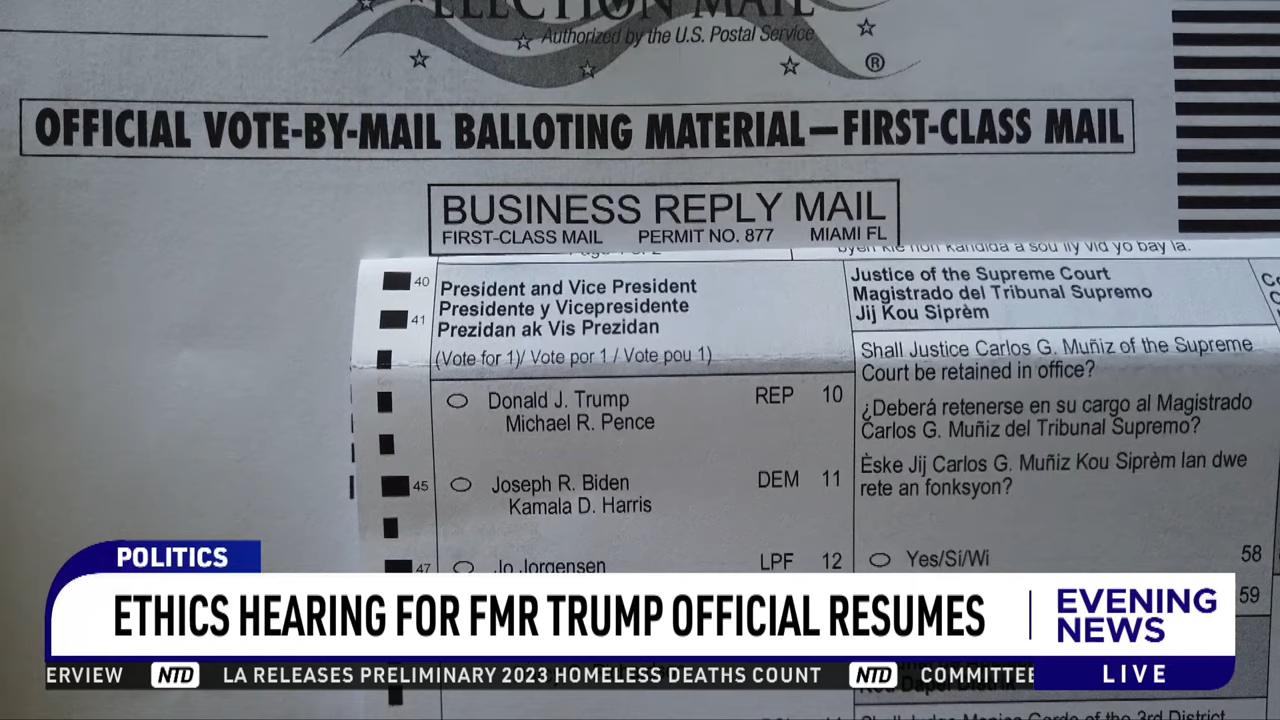 ELECTION MAIL
Authorized by the U.S. Postal Service
®
OFFICIAL VOTE-BY-MAIL BALLOTING MATERIAL—FIRST-CLASS MAIL
BUSINESS REPLY MAIL
FIRST-CLASS MAIL PERMIT NO. 877 MIAMI FL
40
41
President and Vice President
Presidente y Vicepresidente
Prezidan ak Vis Prezidan
(Vote for 1)/ Vote por 1 / Vote pou 1)
Donald J. Trump REP 10
Michael R. Pence
45
Joseph R. Biden DEM 11
Kamala D. Harris
47
Jo Jorgensen LPF 12
Justice of the Supreme Court
Magistrado del Tribunal Supremo
Jij Kou Siprèm
Shall Justice Carlos G. Muñiz of the Supreme
Court be retained in office?
¿Deberá retenerse en su cargo al Magistrado
Carlos G. Muñiz del Tribunal Supremo?
Èske Jij Carlos G. Muñiz Kou Siprèm lan dwe
rete an fonksyon?
Yes/Sí/Wi 58
59
POLITICS
ETHICS HEARING FOR FMR TRUMP OFFICIAL RESUMES
EVENING
NEWS
LIVE
ERVIEW NTD LA RELEASES PRELIMINARY 2023 HOMELESS DEATHS COUNT NTD COMMITTEE